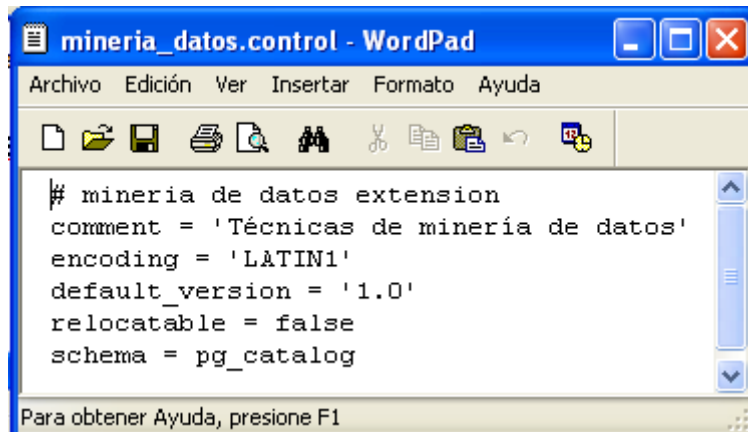 mineria_datos.control - WordPad
Archivo Edición Ver Insertar Formato Ayuda
# mineria de datos extension
comment = 'Técnicas de minería de datos'
encoding = 'LATIN1'
default_version = '1.0'
relocatable = false
schema = pg_catalog
Para obtener Ayuda, presione F1